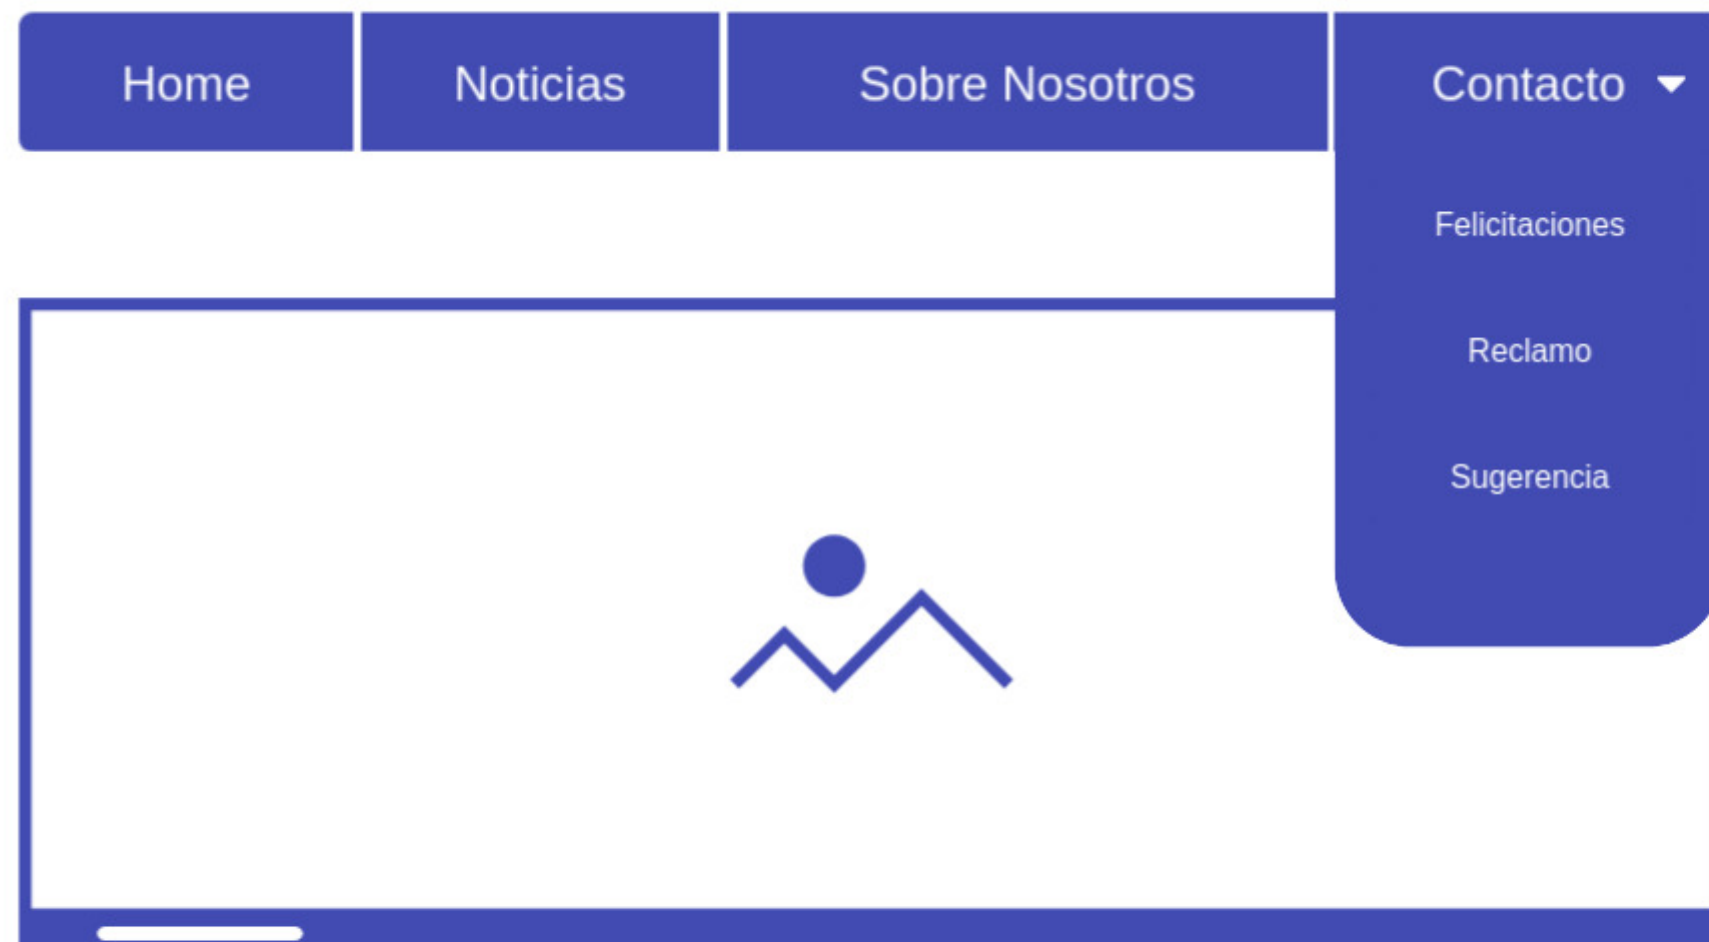 Home
Noticias
Sobre Nosotros
Contacto
Felicitaciones
Reclamo
Sugerencia